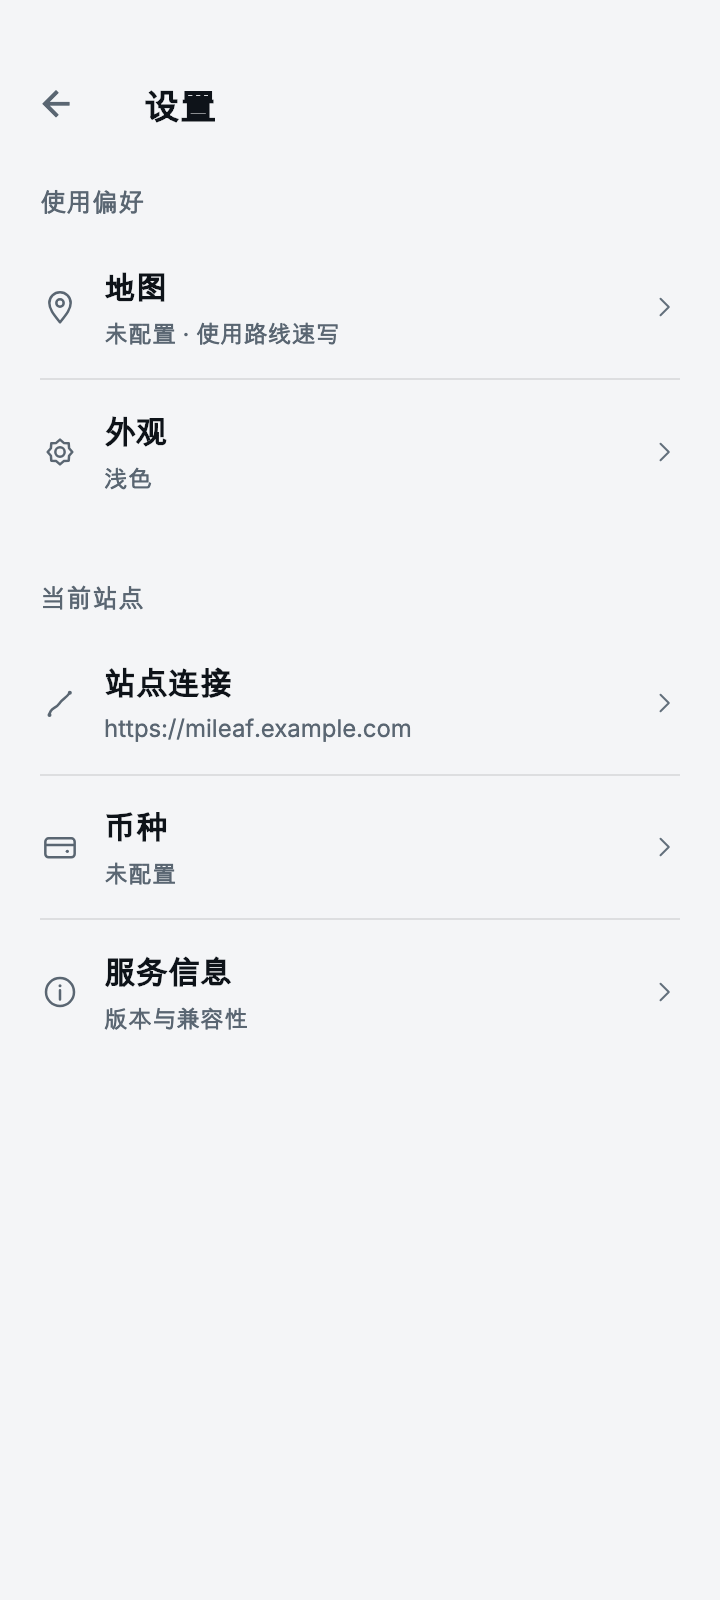 设置
使用偏好
地图
未配置 · 使用路线速写
外观
浅色
当前站点
站点连接
https://mileaf.example.com
币种
未配置
服务信息
版本与兼容性